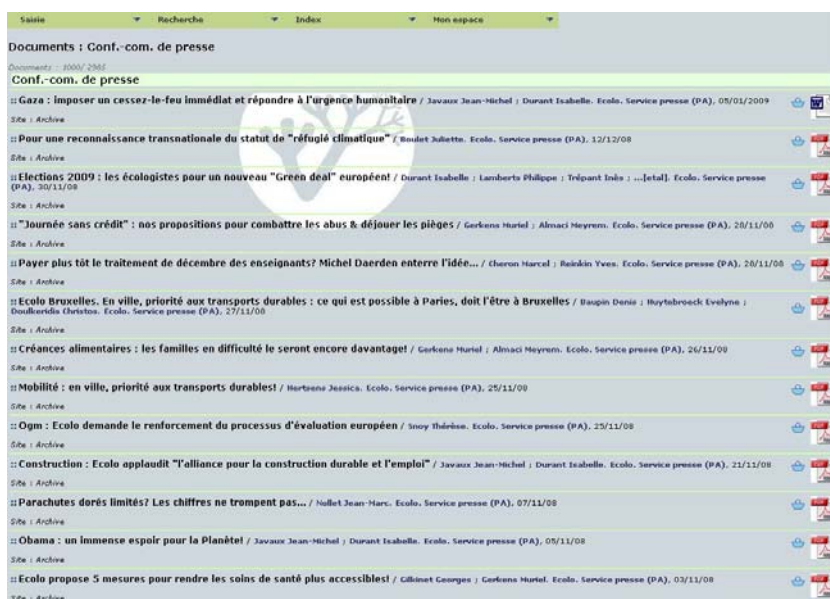 Saisie Recherche Index Mon espace
Documents : Conf.-com. de presse
Documents : 1000/ 2985
Conf.-com. de presse
:: Gaza : imposer un cessez-le-feu immédiat et répondre à l'urgence humanitaire / Javaux Jean-Michel ; Durant Isabelle. Ecolo. Service presse (PA), 05/01/2009
Site : Archive
:: Pour une reconnaissance transnationale du statut de "réfugié climatique" / Boulet Juliette. Ecolo. Service presse (PA), 12/12/08
Site : Archive
:: Elections 2009 : les écologistes pour un nouveau "Green deal" européen! / Durant Isabelle ; Lamberts Philippe ; Trépant Inès ; ...[etal]. Ecolo. Service presse
(PA), 30/11/08
Site : Archive
:: "Journée sans crédit" : nos propositions pour combattre les abus & déjouer les pièges / Gerkens Muriel ; Almaci Meyrem. Ecolo. Service presse (PA), 28/11/08
Site : Archive
:: Payer plus tôt le traitement de décembre des enseignants? Michel Daerden enterre l'idée... / Cheron Marcel ; Reinkin Yves. Ecolo. Service presse (PA), 28/11/08
Site : Archive
:: Ecolo Bruxelles. En ville, priorité aux transports durables : ce qui est possible à Paries, doit l'être à Bruxelles / Baupin Denis ; Huytebroeck Evelyne ;
Doulkeridis Christos. Ecolo. Service presse (PA), 27/11/08
Site : Archive
:: Créances alimentaires : les familles en difficulté le seront encore davantage! / Gerkens Muriel ; Almaci Meyrem. Ecolo. Service presse (PA), 26/11/08
Site : Archive
:: Mobilité : en ville, priorité aux transports durables! / Hertsens Jessica. Ecolo. Service presse (PA), 25/11/08
Site : Archive
:: Ogm : Ecolo demande le renforcement du processus d'évaluation européen / Snoy Thérèse. Ecolo. Service presse (PA), 25/11/08
Site : Archive
:: Construction : Ecolo applaudit "l'alliance pour la construction durable et l'emploi" / Javaux Jean-Michel ; Durant Isabelle. Ecolo. Service presse (PA), 21/11/08
Site : Archive
:: Parachutes dorés limités? Les chiffres ne trompent pas... / Nollet Jean-Marc. Ecolo. Service presse (PA), 07/11/08
Site : Archive
:: Obama : un immense espoir pour la Planête! / Javaux Jean-Michel ; Durant Isabelle. Ecolo. Service presse (PA), 05/11/08
Site : Archive
:: Ecolo propose 5 mesures pour rendre les soins de santé plus accessibles! / Gilkinet Georges ; Gerkens Muriel. Ecolo. Service presse (PA), 03/11/08
Site : Archive